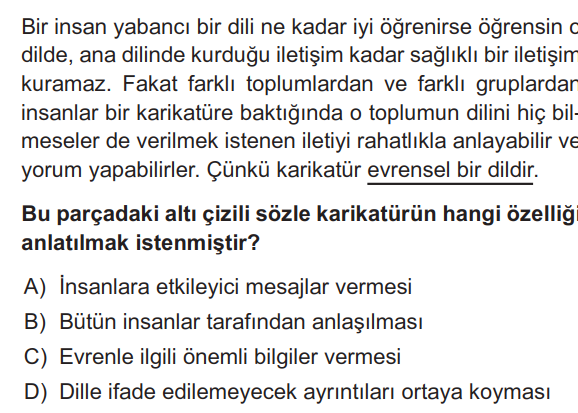 Bir insan yabancı bir dili ne kadar iyi öğrenirse öğrensin o
dilde, ana dilinde kurduğu iletişim kadar sağlıklı bir iletişim
kuramaz. Fakat farklı toplumlardan ve farklı gruplardan
insanlar bir karikatüre baktığında o toplumun dilini hiç bil-
meseler de verilmek istenen iletiyi rahatlıkla anlayabilir ve
yorum yapabilirler. Çünkü karikatür evrensel bir dildir.
Bu parçadaki altı çizili sözle karikatürün hangi özelliği
anlatılmak istenmiştir?
A) İnsanlara etkileyici mesajlar vermesi
B) Bütün insanlar tarafından anlaşılması
C) Evrenle ilgili önemli bilgiler vermesi
D) Dille ifade edilemeyecek ayrıntıları ortaya koyması